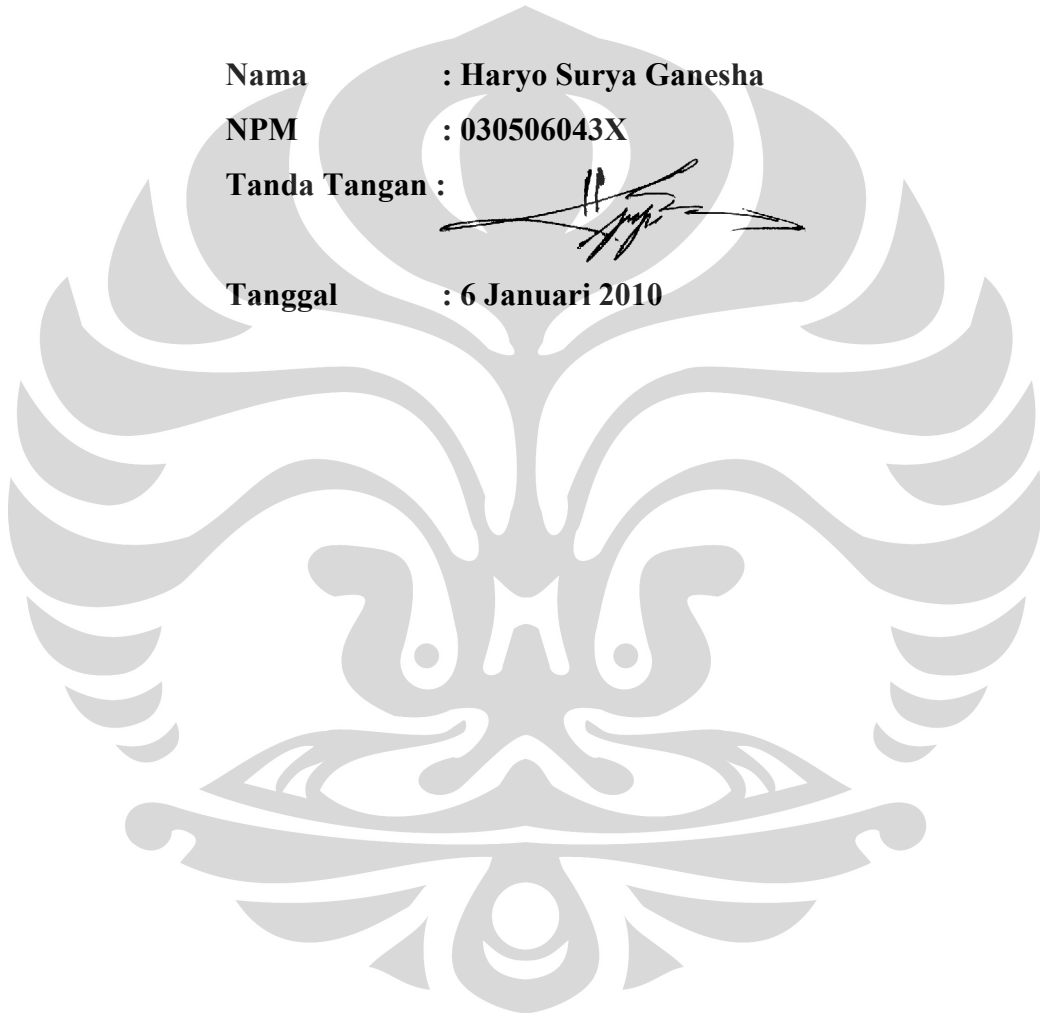 Nama : Haryo Surya Ganesha
NPM : 030506043X
Tanda Tangan :
Tanggal : 6 Januari 2010